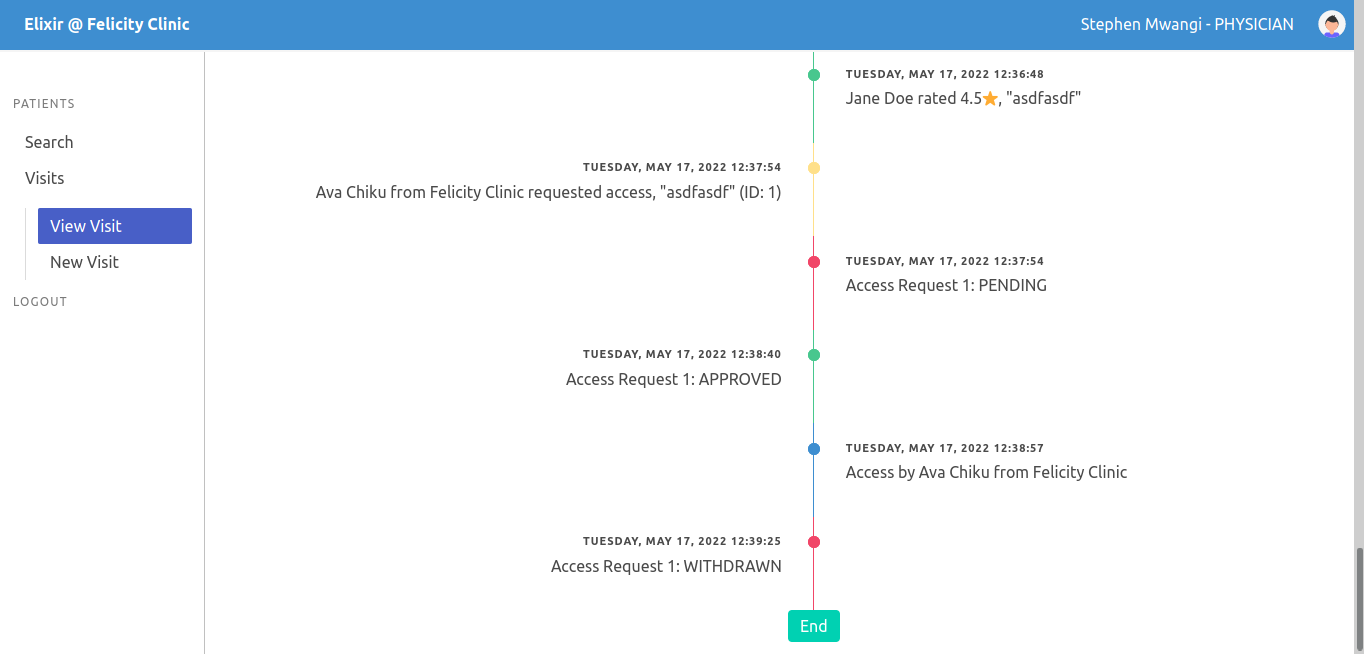 Elixir @ Felicity Clinic
Stephen Mwangi - PHYSICIAN
PATIENTS
Search
Visits
View Visit
New Visit
LOGOUT
TUESDAY, MAY 17, 2022 12:36:48
Jane Doe rated 4.5⭐, "asdfasdf"
TUESDAY, MAY 17, 2022 12:37:54
Ava Chiku from Felicity Clinic requested access, "asdfasdf" (ID: 1)
TUESDAY, MAY 17, 2022 12:37:54
Access Request 1: PENDING
TUESDAY, MAY 17, 2022 12:38:40
Access Request 1: APPROVED
TUESDAY, MAY 17, 2022 12:38:57
Access by Ava Chiku from Felicity Clinic
TUESDAY, MAY 17, 2022 12:39:25
Access Request 1: WITHDRAWN
End